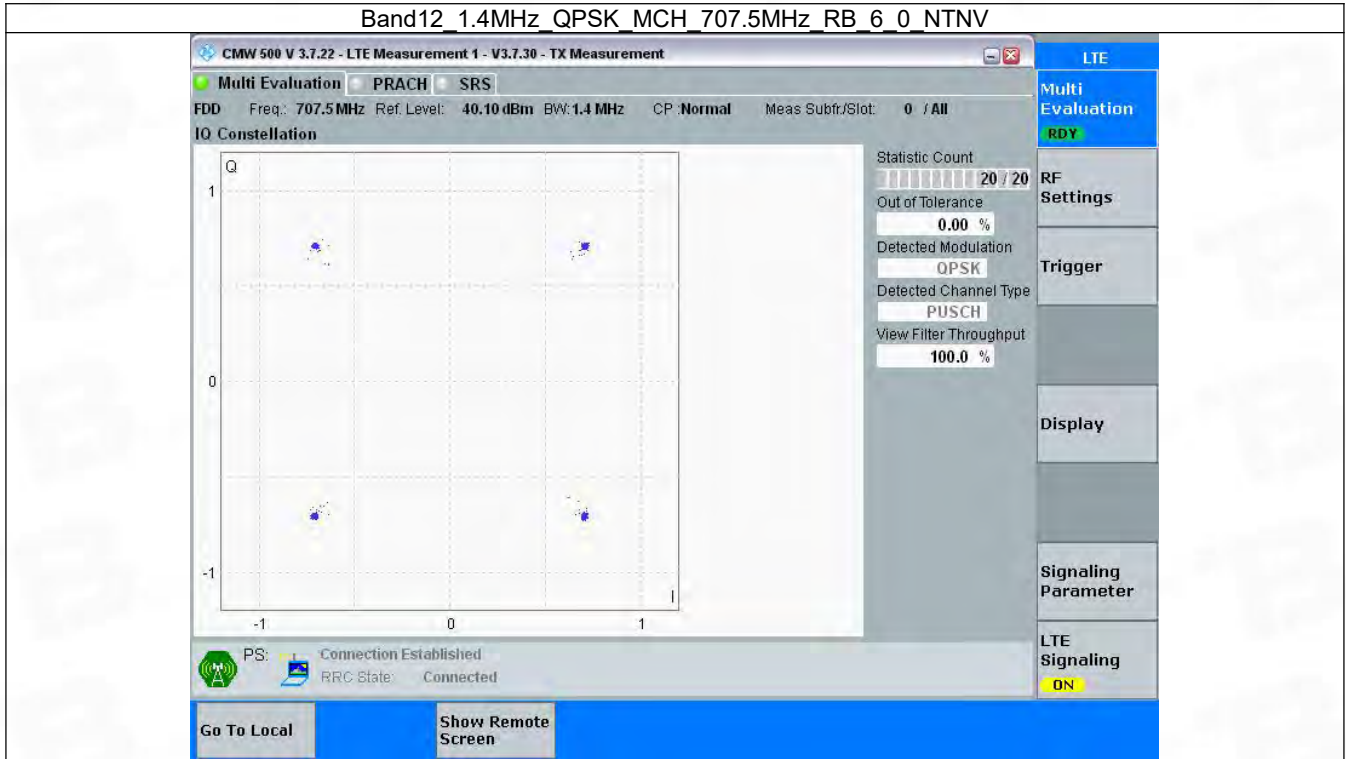 Band12_1.4MHz_QPSK_MCH_707.5MHz_RB_6_0_NTNV
CMW 500 V 3.7.22 - LTE Measurement 1 - V3.7.30 - TX Measurement
LTE
Multi Evaluation PRACH SRS
Multi Evaluation
RDY
FDD Freq.: 707.5 MHz Ref. Level: 40.10 dBm BW: 1.4 MHz CP :Normal Meas Subfr./Slot: 0 / All
IQ Constellation
Q
1
0
-1
I
-1 0 1
Statistic Count
20 / 20
Out of Tolerance
0.00 %
Detected Modulation
QPSK
Detected Channel Type
PUSCH
View Filter Throughput
100.0 %
RF
Settings
Trigger
Display
Signaling
Parameter
LTE
Signaling
ON
PS: Connection Established
RRC State: Connected
Go To Local
Show Remote
Screen